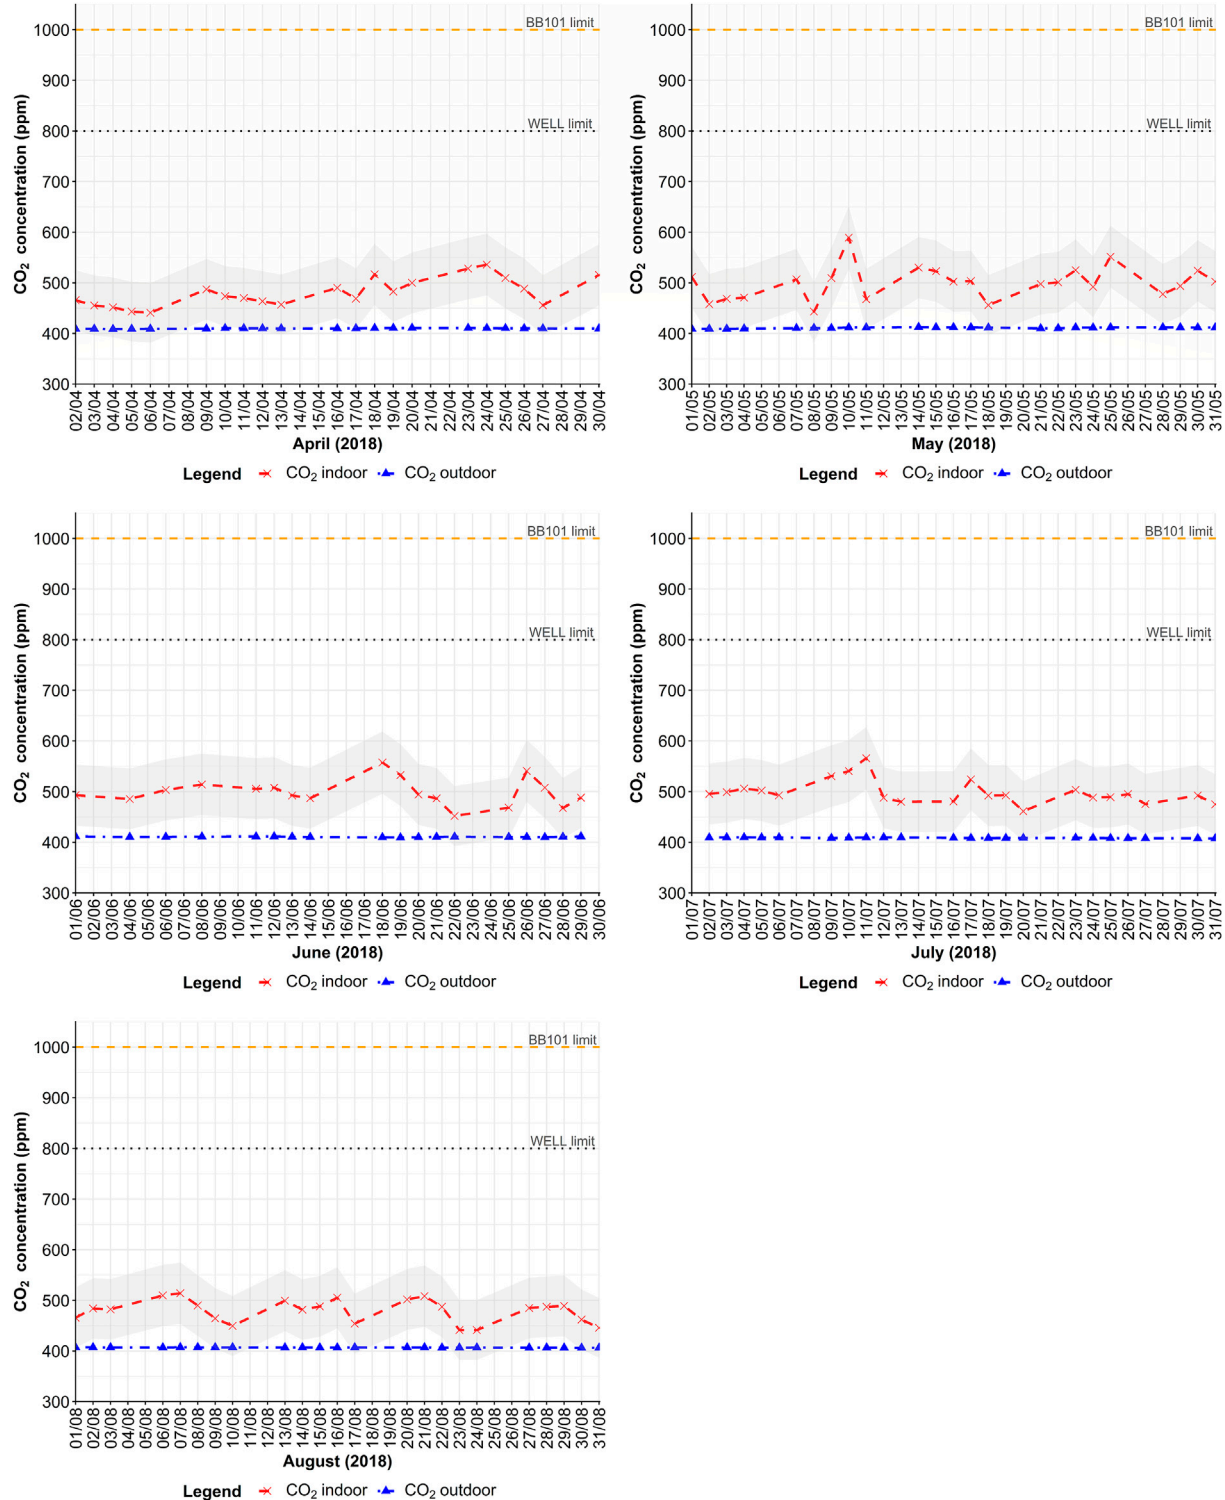 BB101 limit
WELL limit
CO2 concentration (ppm)
1000
900
800
700
600
500
400
300
02/04 03/04 04/04 05/04 06/04 07/04 08/04 09/04 10/04 11/04 12/04 13/04 14/04 15/04 16/04 17/04 18/04 19/04 20/04 21/04 22/04 23/04 24/04 25/04 26/04 27/04 28/04 29/04 30/04
April (2018)
Legend CO2 indoor CO2 outdoor
BB101 limit
WELL limit
CO2 concentration (ppm)
1000
900
800
700
600
500
400
300
01/05 02/05 03/05 04/05 05/05 06/05 07/05 08/05 09/05 10/05 11/05 12/05 13/05 14/05 15/05 16/05 17/05 18/05 19/05 20/05 21/05 22/05 23/05 24/05 25/05 26/05 27/05 28/05 29/05 30/05 31/05
May (2018)
Legend CO2 indoor CO2 outdoor
BB101 limit
WELL limit
CO2 concentration (ppm)
1000
900
800
700
600
500
400
300
01/06 02/06 03/06 04/06 05/06 06/06 07/06 08/06 09/06 10/06 11/06 12/06 13/06 14/06 15/06 16/06 17/06 18/06 19/06 20/06 21/06 22/06 23/06 24/06 25/06 26/06 27/06 28/06 29/06 30/06
June (2018)
Legend CO2 indoor CO2 outdoor
BB101 limit
WELL limit
CO2 concentration (ppm)
1000
900
800
700
600
500
400
300
01/07 02/07 03/07 04/07 05/07 06/07 07/07 08/07 09/07 10/07 11/07 12/07 13/07 14/07 15/07 16/07 17/07 18/07 19/07 20/07 21/07 22/07 23/07 24/07 25/07 26/07 27/07 28/07 29/07 30/07 31/07
July (2018)
Legend CO2 indoor CO2 outdoor
BB101 limit
WELL limit
CO2 concentration (ppm)
1000
900
800
700
600
500
400
300
01/08 02/08 03/08 04/08 05/08 06/08 07/08 08/08 09/08 10/08 11/08 12/08 13/08 14/08 15/08 16/08 17/08 18/08 19/08 20/08 21/08 22/08 23/08 24/08 25/08 26/08 27/08 28/08 29/08 30/08 31/08
August (2018)
Legend CO2 indoor CO2 outdoor